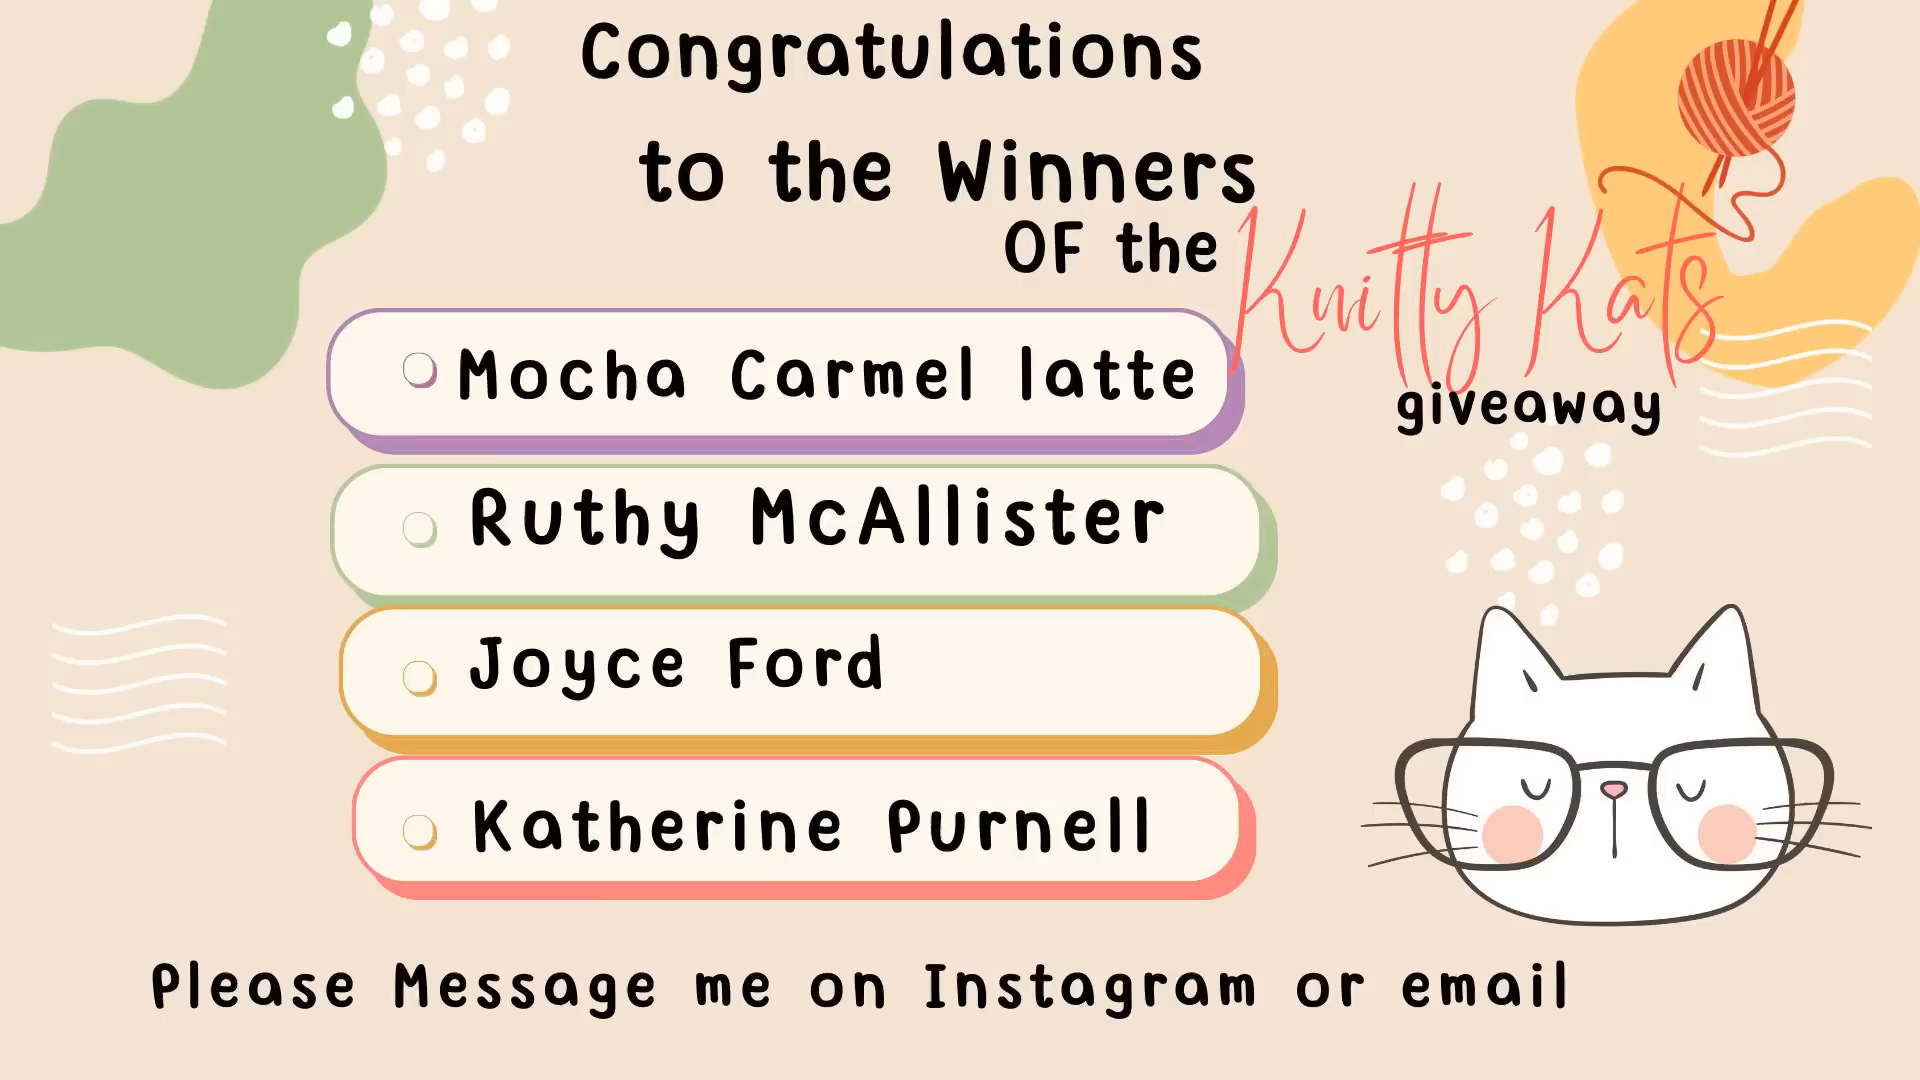 Congratulations
to the Winners
OF the
Knitty Kats
giveaway
Mocha Carmel latte
Ruthy McAllister
Joyce Ford
Katherine Purnell
Please Message me on Instagram or email